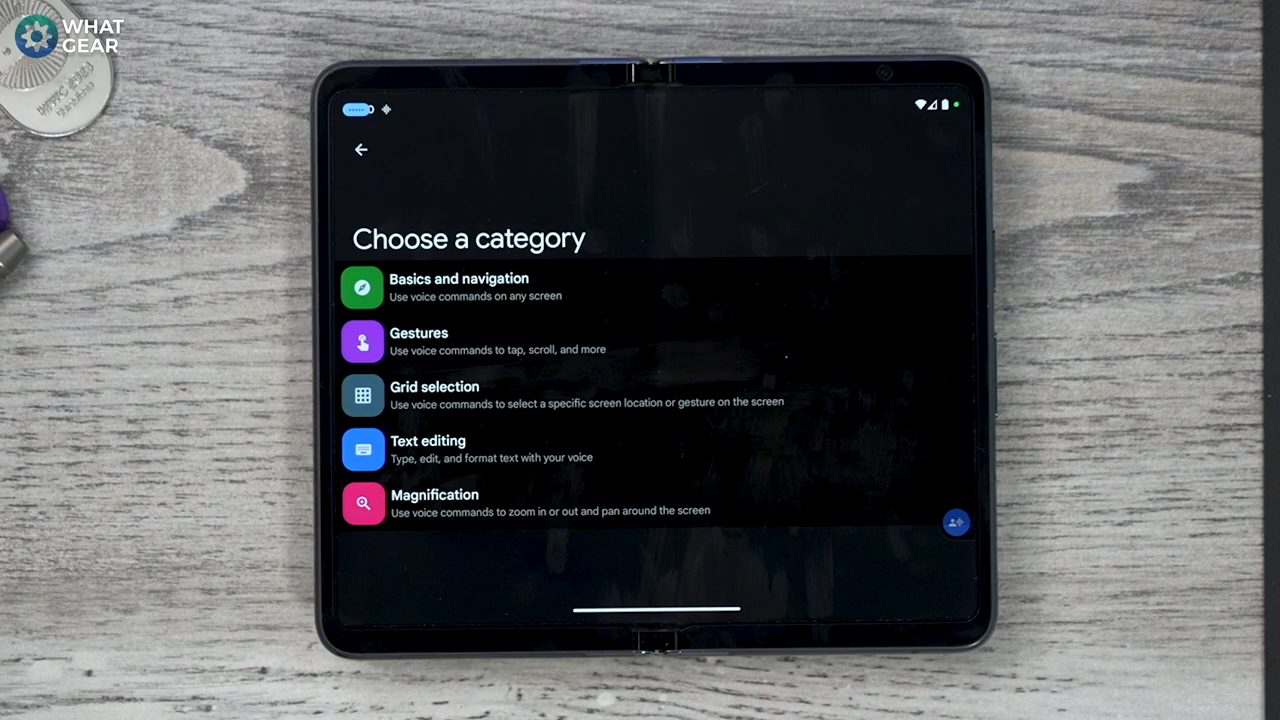 WHAT
GEAR
Choose a category
Basics and navigation
Use voice commands on any screen
Gestures
Use voice commands to tap, scroll, and more
Grid selection
Use voice commands to select a specific screen location or gesture on the screen
Text editing
Type, edit, and format text with your voice
Magnification
Use voice commands to zoom in or out and pan around the screen